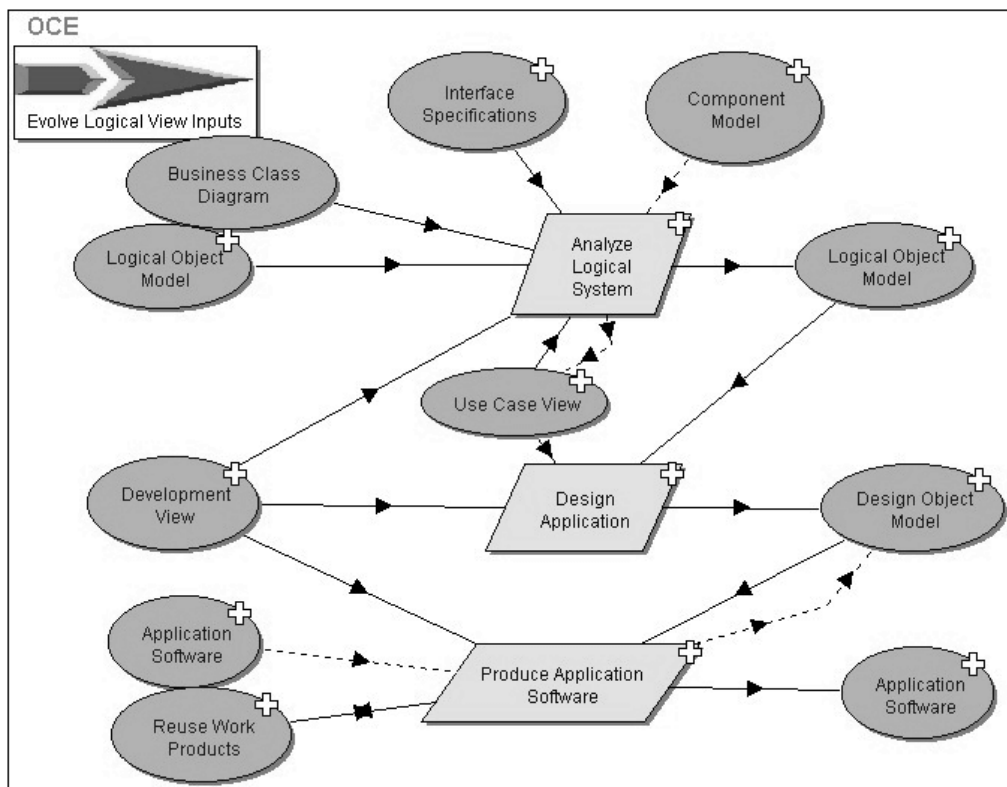 OCE
Evolve Logical View Inputs
Interface
Specifications
Component
Model
Business Class
Diagram
Logical Object
Model
Analyze
Logical
System
Logical Object
Model
Use Case View
Development
View
Design
Application
Design Object
Model
Application
Software
Produce Application
Software
Application
Software
Reuse Work
Products